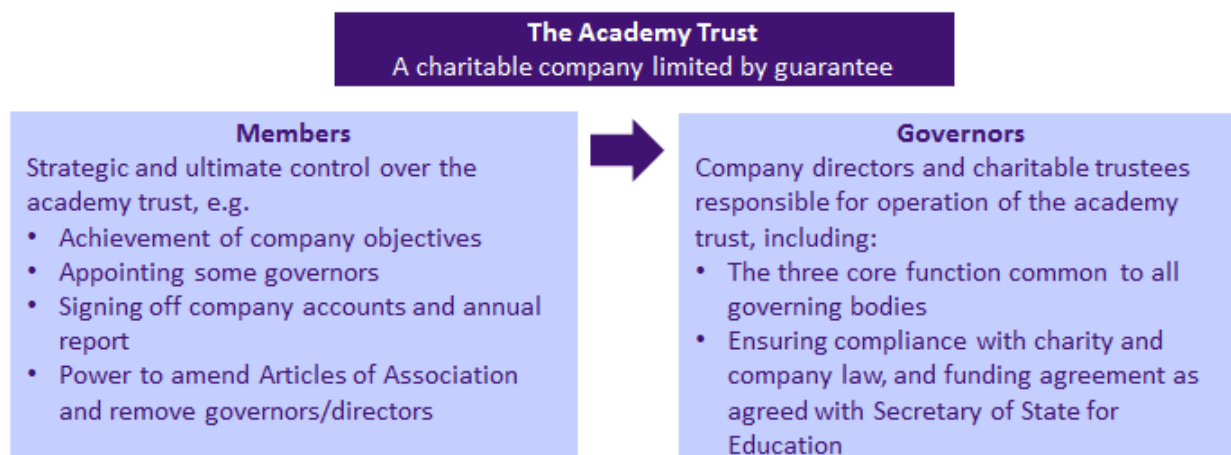 The Academy Trust
A charitable company limited by guarantee
Members
Strategic and ultimate control over the
academy trust, e.g.
• Achievement of company objectives
• Appointing some governors
• Signing off company accounts and annual
report
• Power to amend Articles of Association
and remove governors/directors
Governors
Company directors and charitable trustees
responsible for operation of the academy
trust, including:
• The three core function common to all
governing bodies
• Ensuring compliance with charity and
company law, and funding agreement as
agreed with Secretary of State for
Education